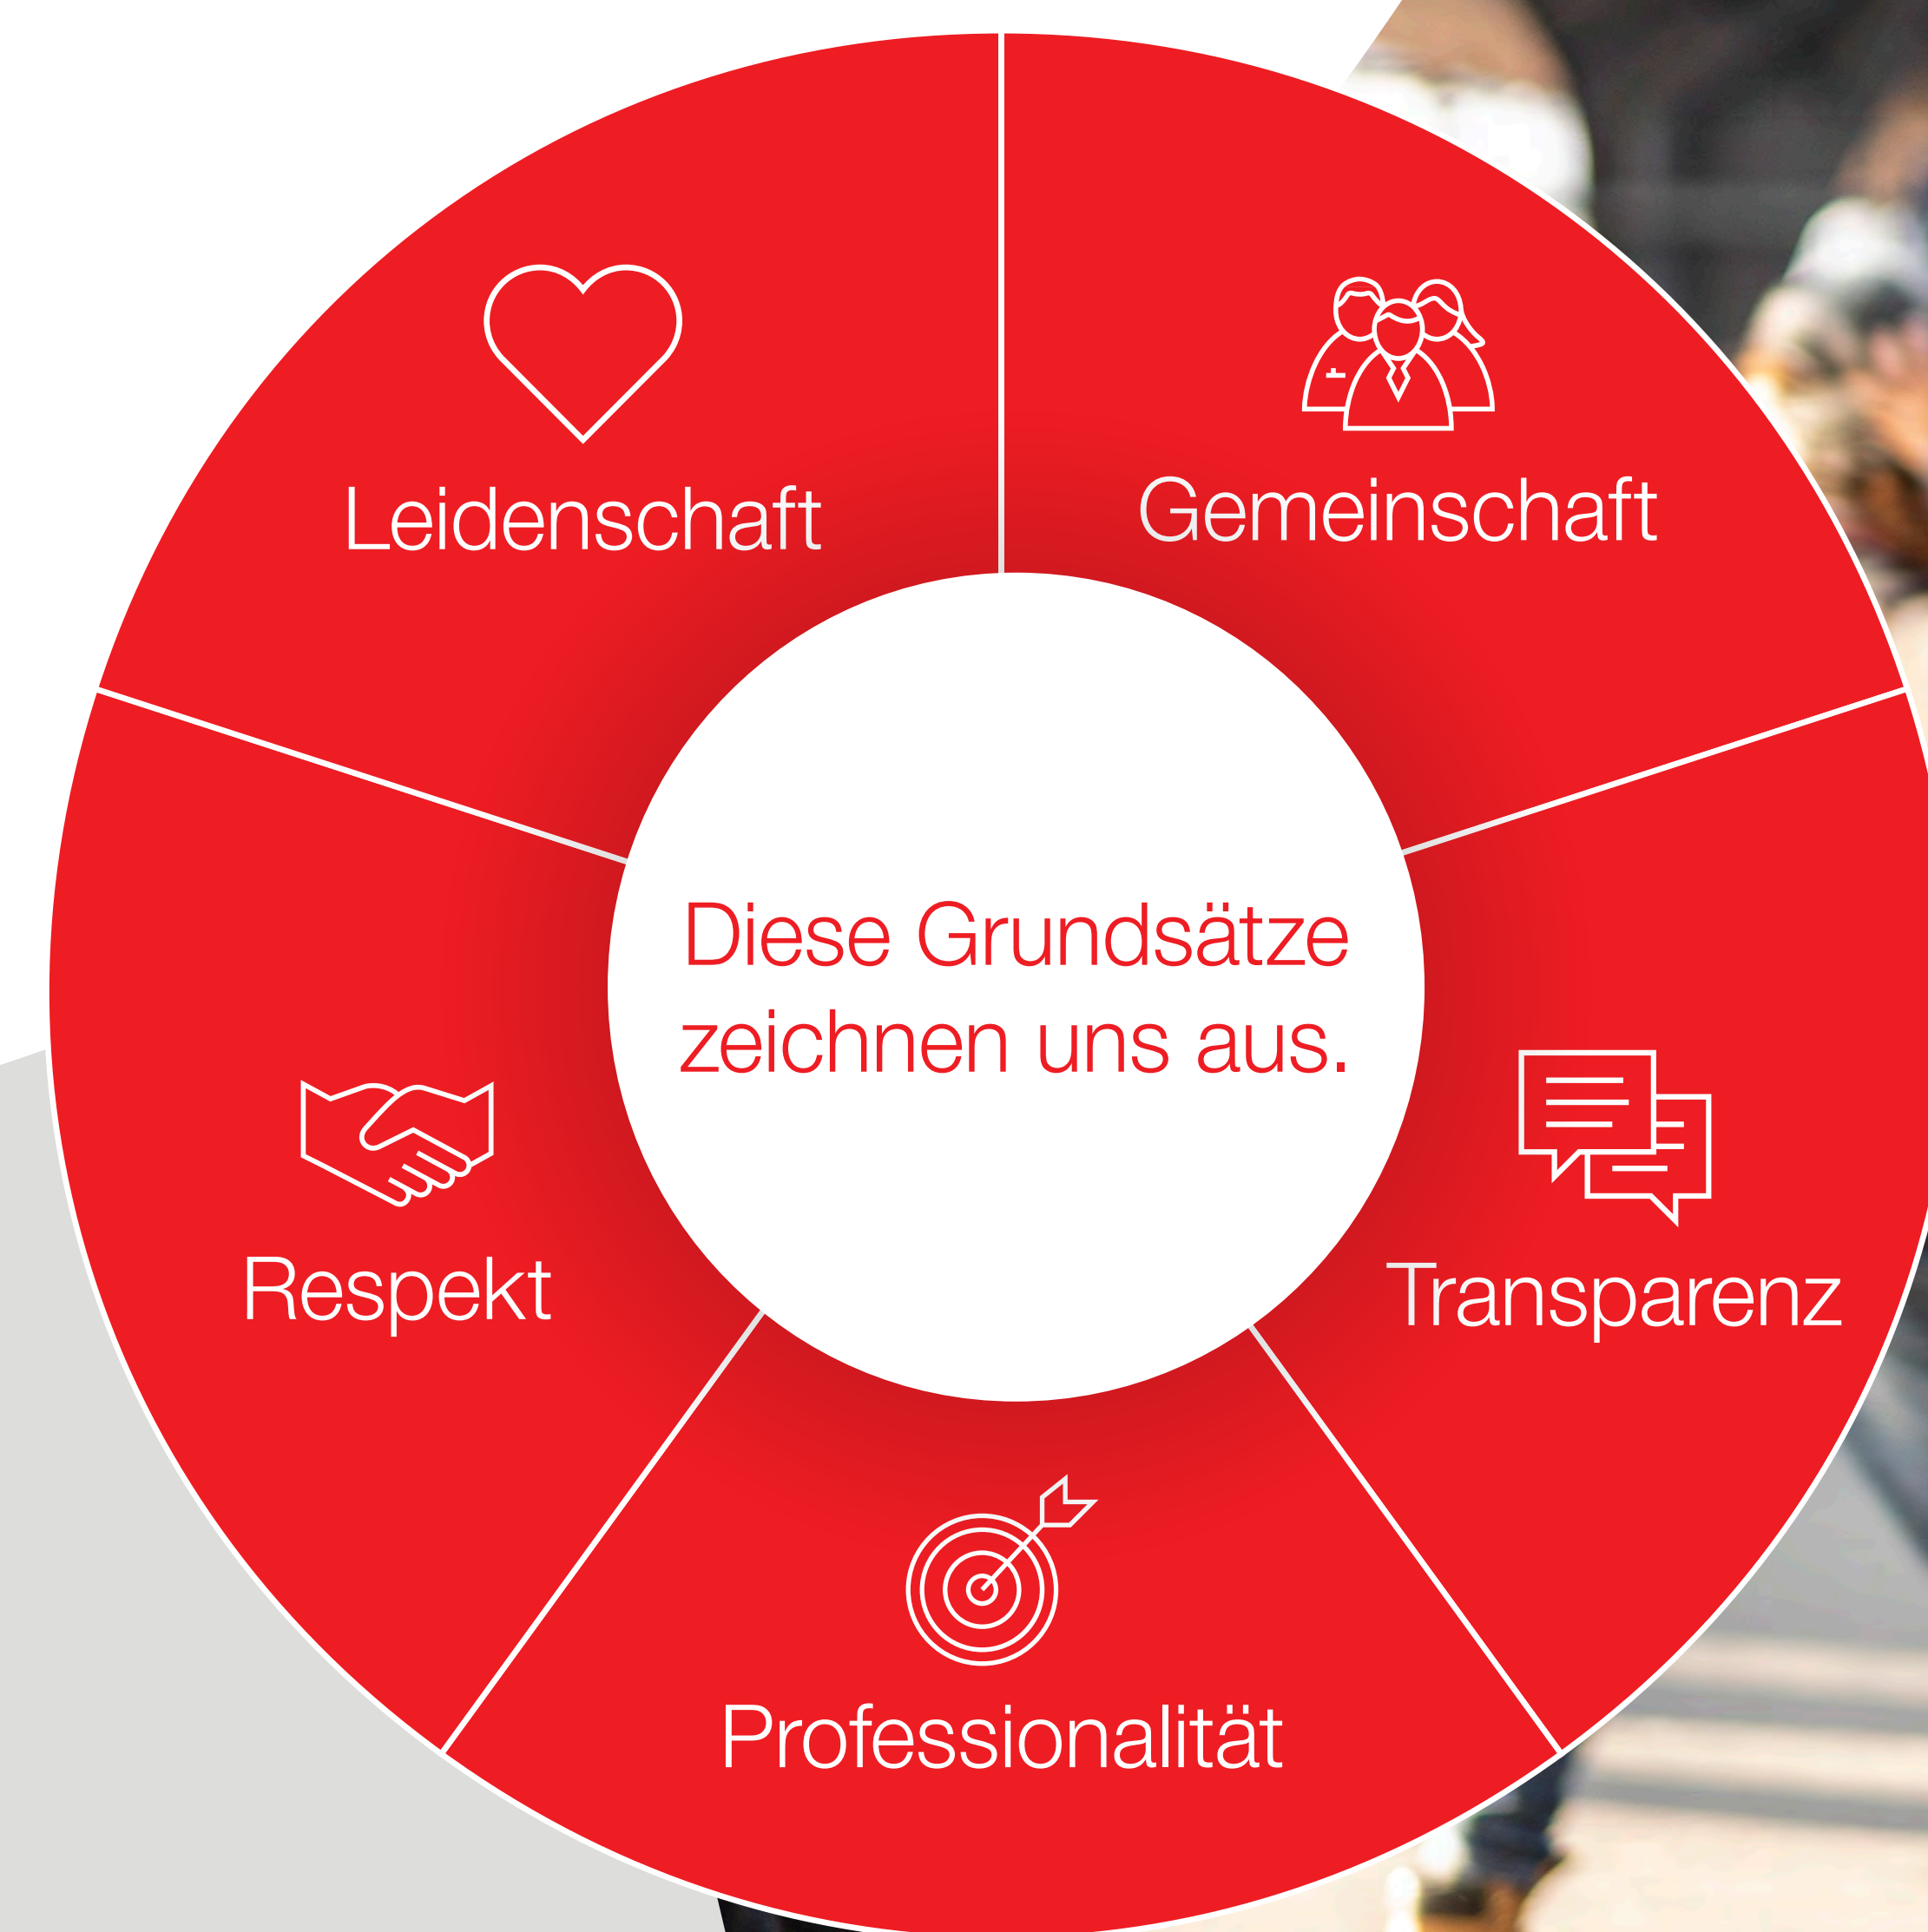 Leidenschaft
Gemeinschaft
Diese Grundsätze
zeichnen uns aus.
Respekt
Transparenz
Professionalität